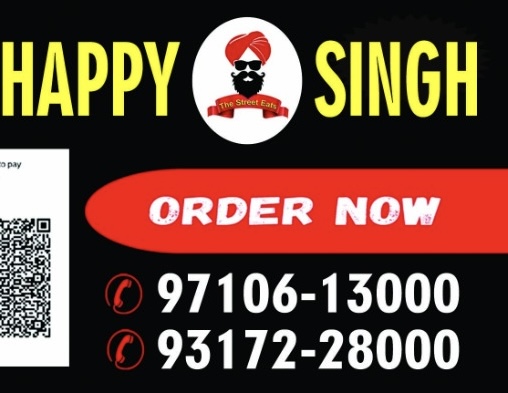 HAPPY SINGH
The Street Eats
to pay
ORDER NOW
97106-13000
93172-28000